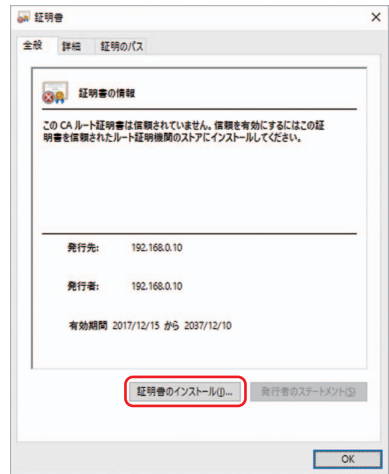 証明書
全般 詳細 証明のパス
証明書の情報
この CA ルート証明書は信頼されていません。信頼を有効にするにはこの証
明書を信頼されたルート証明機関のストアにインストールしてください。
発行先: 192.168.0.10
発行者: 192.168.0.10
有効期間 2017/12/15 から 2037/12/10
証明書のインストール(I)... 発行者のステートメント(S)
OK